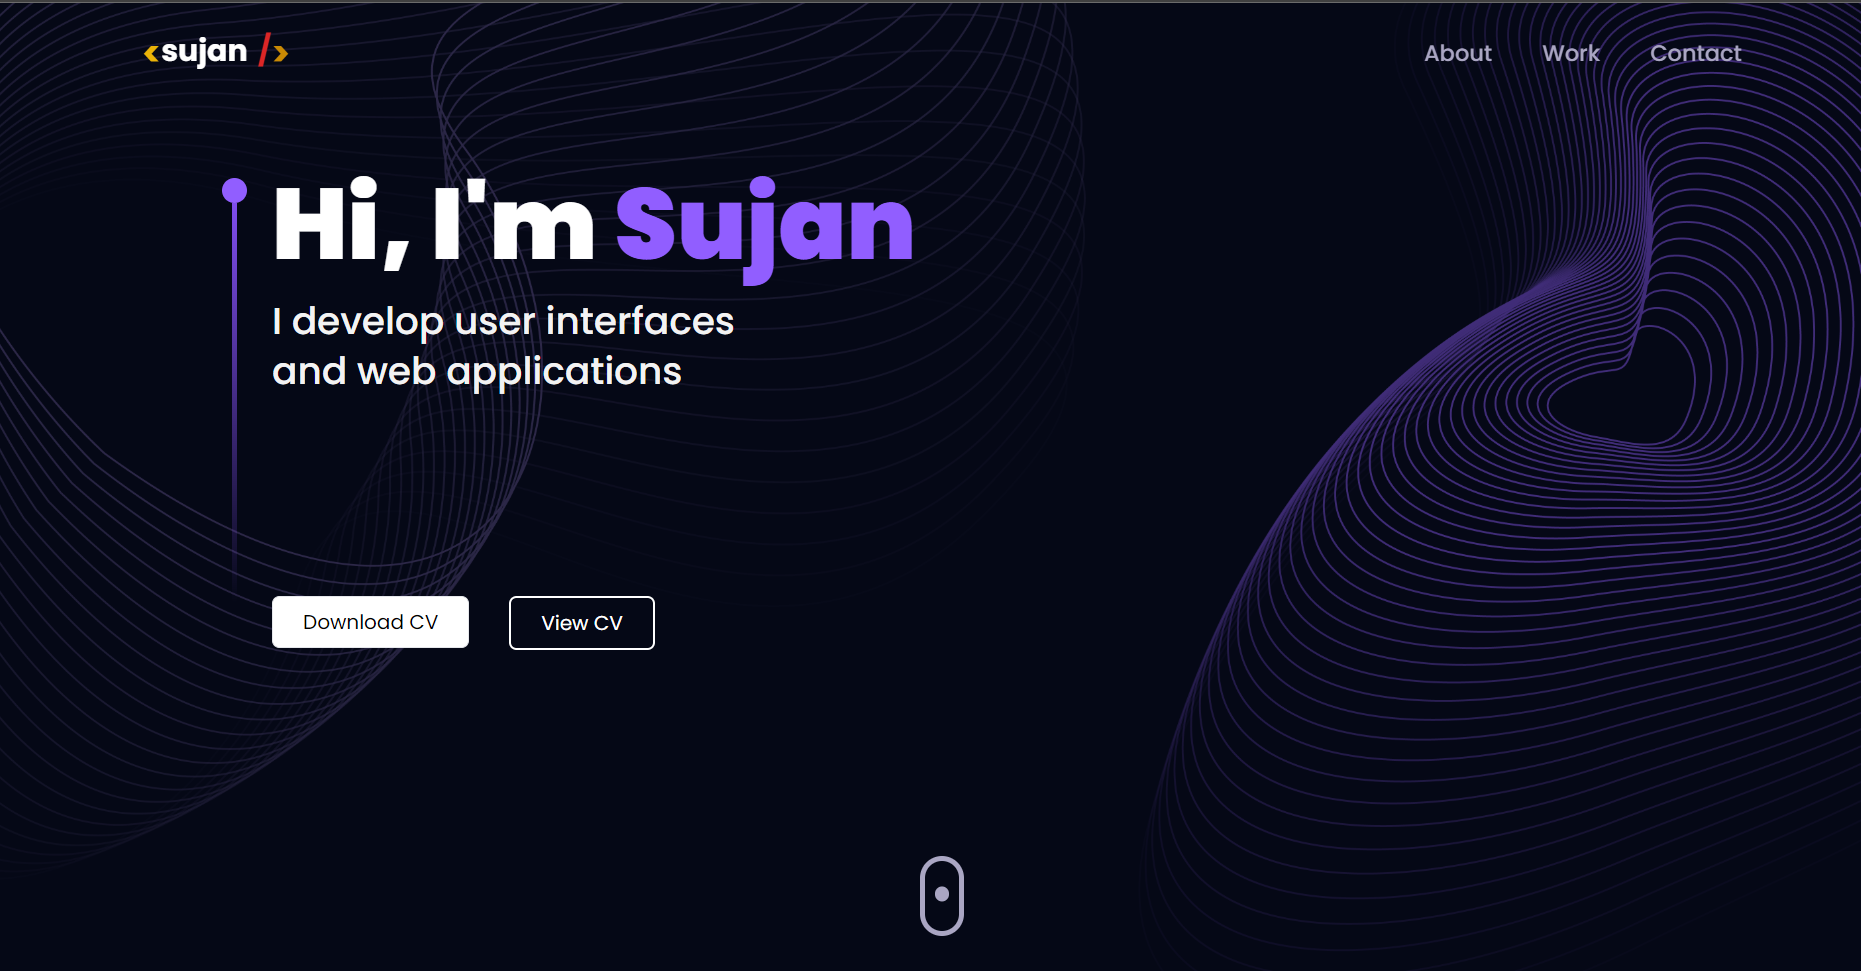 <sujan />
About
Work
Contact
Hi, I'm Sujan
I develop user interfaces
and web applications
Download CV
View CV